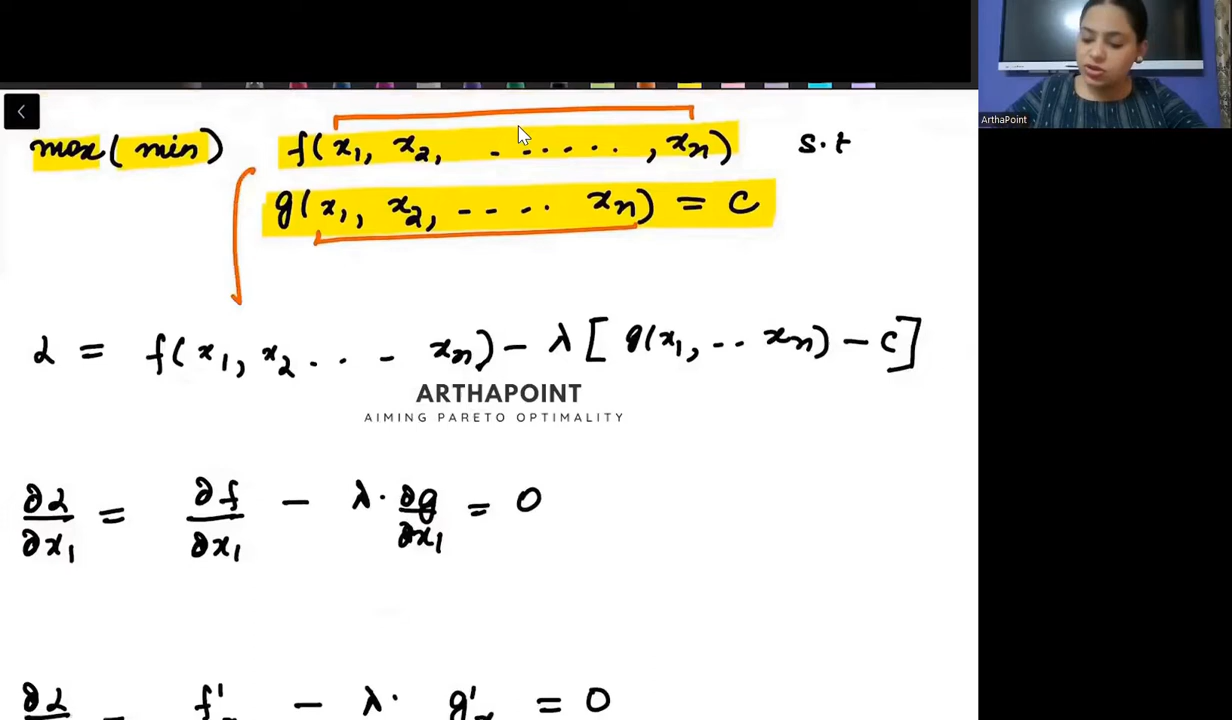 max (min) f(x₁, x₂, . . . . . . , xₙ) s.t
g(x₁, x₂, - - . . xₙ) = c
ℒ = f(x₁, x₂ . . - xₙ) - λ [ g(x₁, . . xₙ) - c ]
ARTHAPOINT
AIMING PARETO OPTIMALITY
∂ℒ/∂x₁ = ∂f/∂x₁ - λ · ∂g/∂x₁ = 0
∂ℒ = f' - λ · g' = 0
ArthaPoint